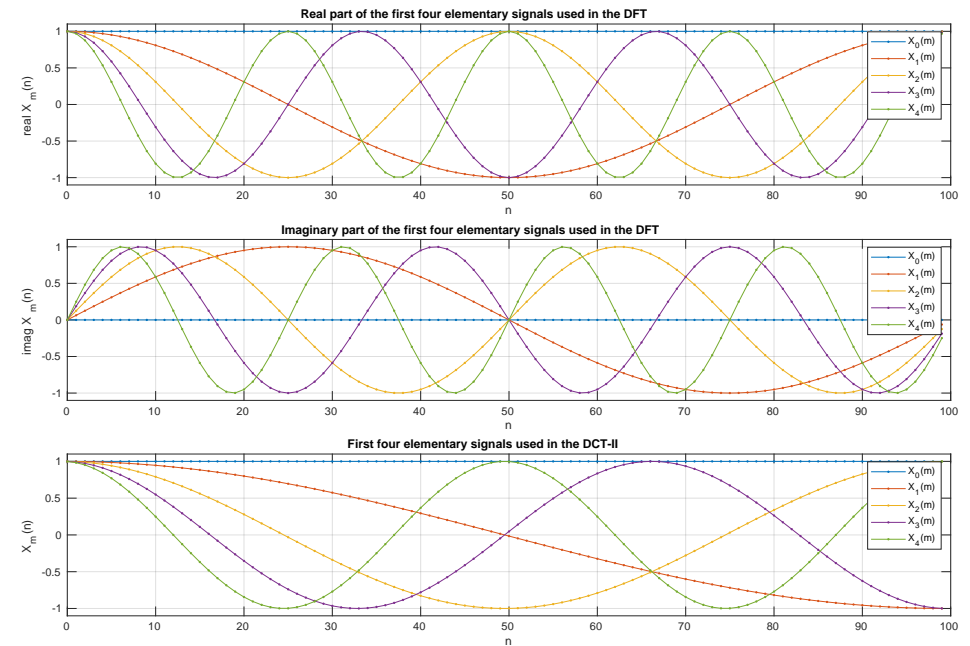 Real part of the first four elementary signals used in the DFT
real X_m(n)
1
0.5
0
-0.5
-1
0 10 20 30 40 50 60 70 80 90 100
n
X_0(m)
X_1(m)
X_2(m)
X_3(m)
X_4(m)
Imaginary part of the first four elementary signals used in the DFT
imag X_m(n)
1
0.5
0
-0.5
-1
0 10 20 30 40 50 60 70 80 90 100
n
X_0(m)
X_1(m)
X_2(m)
X_3(m)
X_4(m)
First four elementary signals used in the DCT-II
X_m(n)
1
0.5
0
-0.5
-1
0 10 20 30 40 50 60 70 80 90 100
n
X_0(m)
X_1(m)
X_2(m)
X_3(m)
X_4(m)